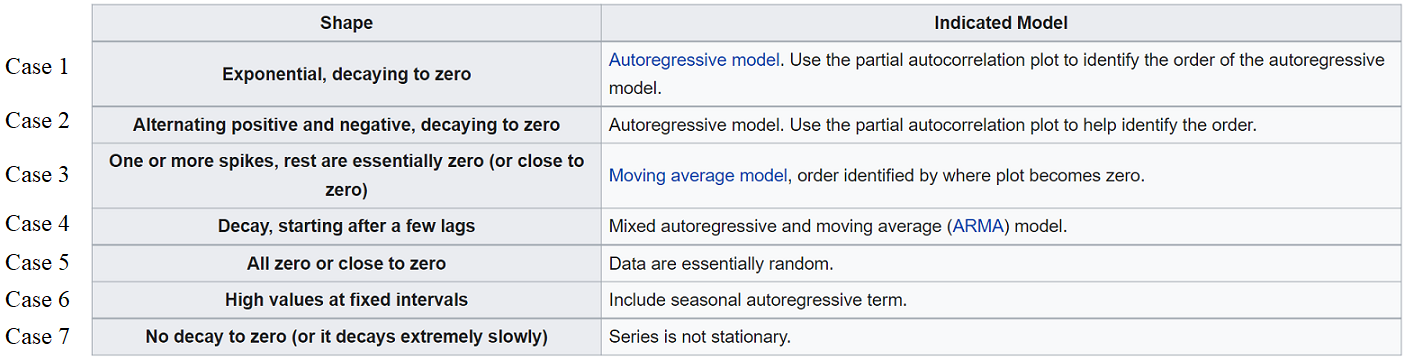 Shape Indicated Model
Case 1 Exponential, decaying to zero Autoregressive model. Use the partial autocorrelation plot to identify the order of the autoregressive
model.
Case 2 Alternating positive and negative, decaying to zero Autoregressive model. Use the partial autocorrelation plot to help identify the order.
Case 3 One or more spikes, rest are essentially zero (or close to
zero) Moving average model, order identified by where plot becomes zero.
Case 4 Decay, starting after a few lags Mixed autoregressive and moving average (ARMA) model.
Case 5 All zero or close to zero Data are essentially random.
Case 6 High values at fixed intervals Include seasonal autoregressive term.
Case 7 No decay to zero (or it decays extremely slowly) Series is not stationary.